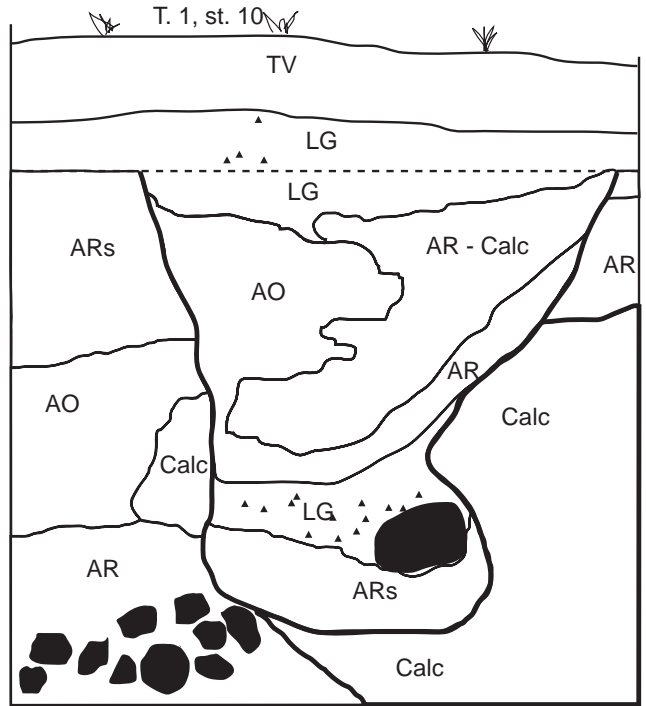 T. 1, st. 10
TV
LG
LG
ARs
AR - Calc
AR
AO
AR
AO
Calc
Calc
LG
AR
ARs
Calc